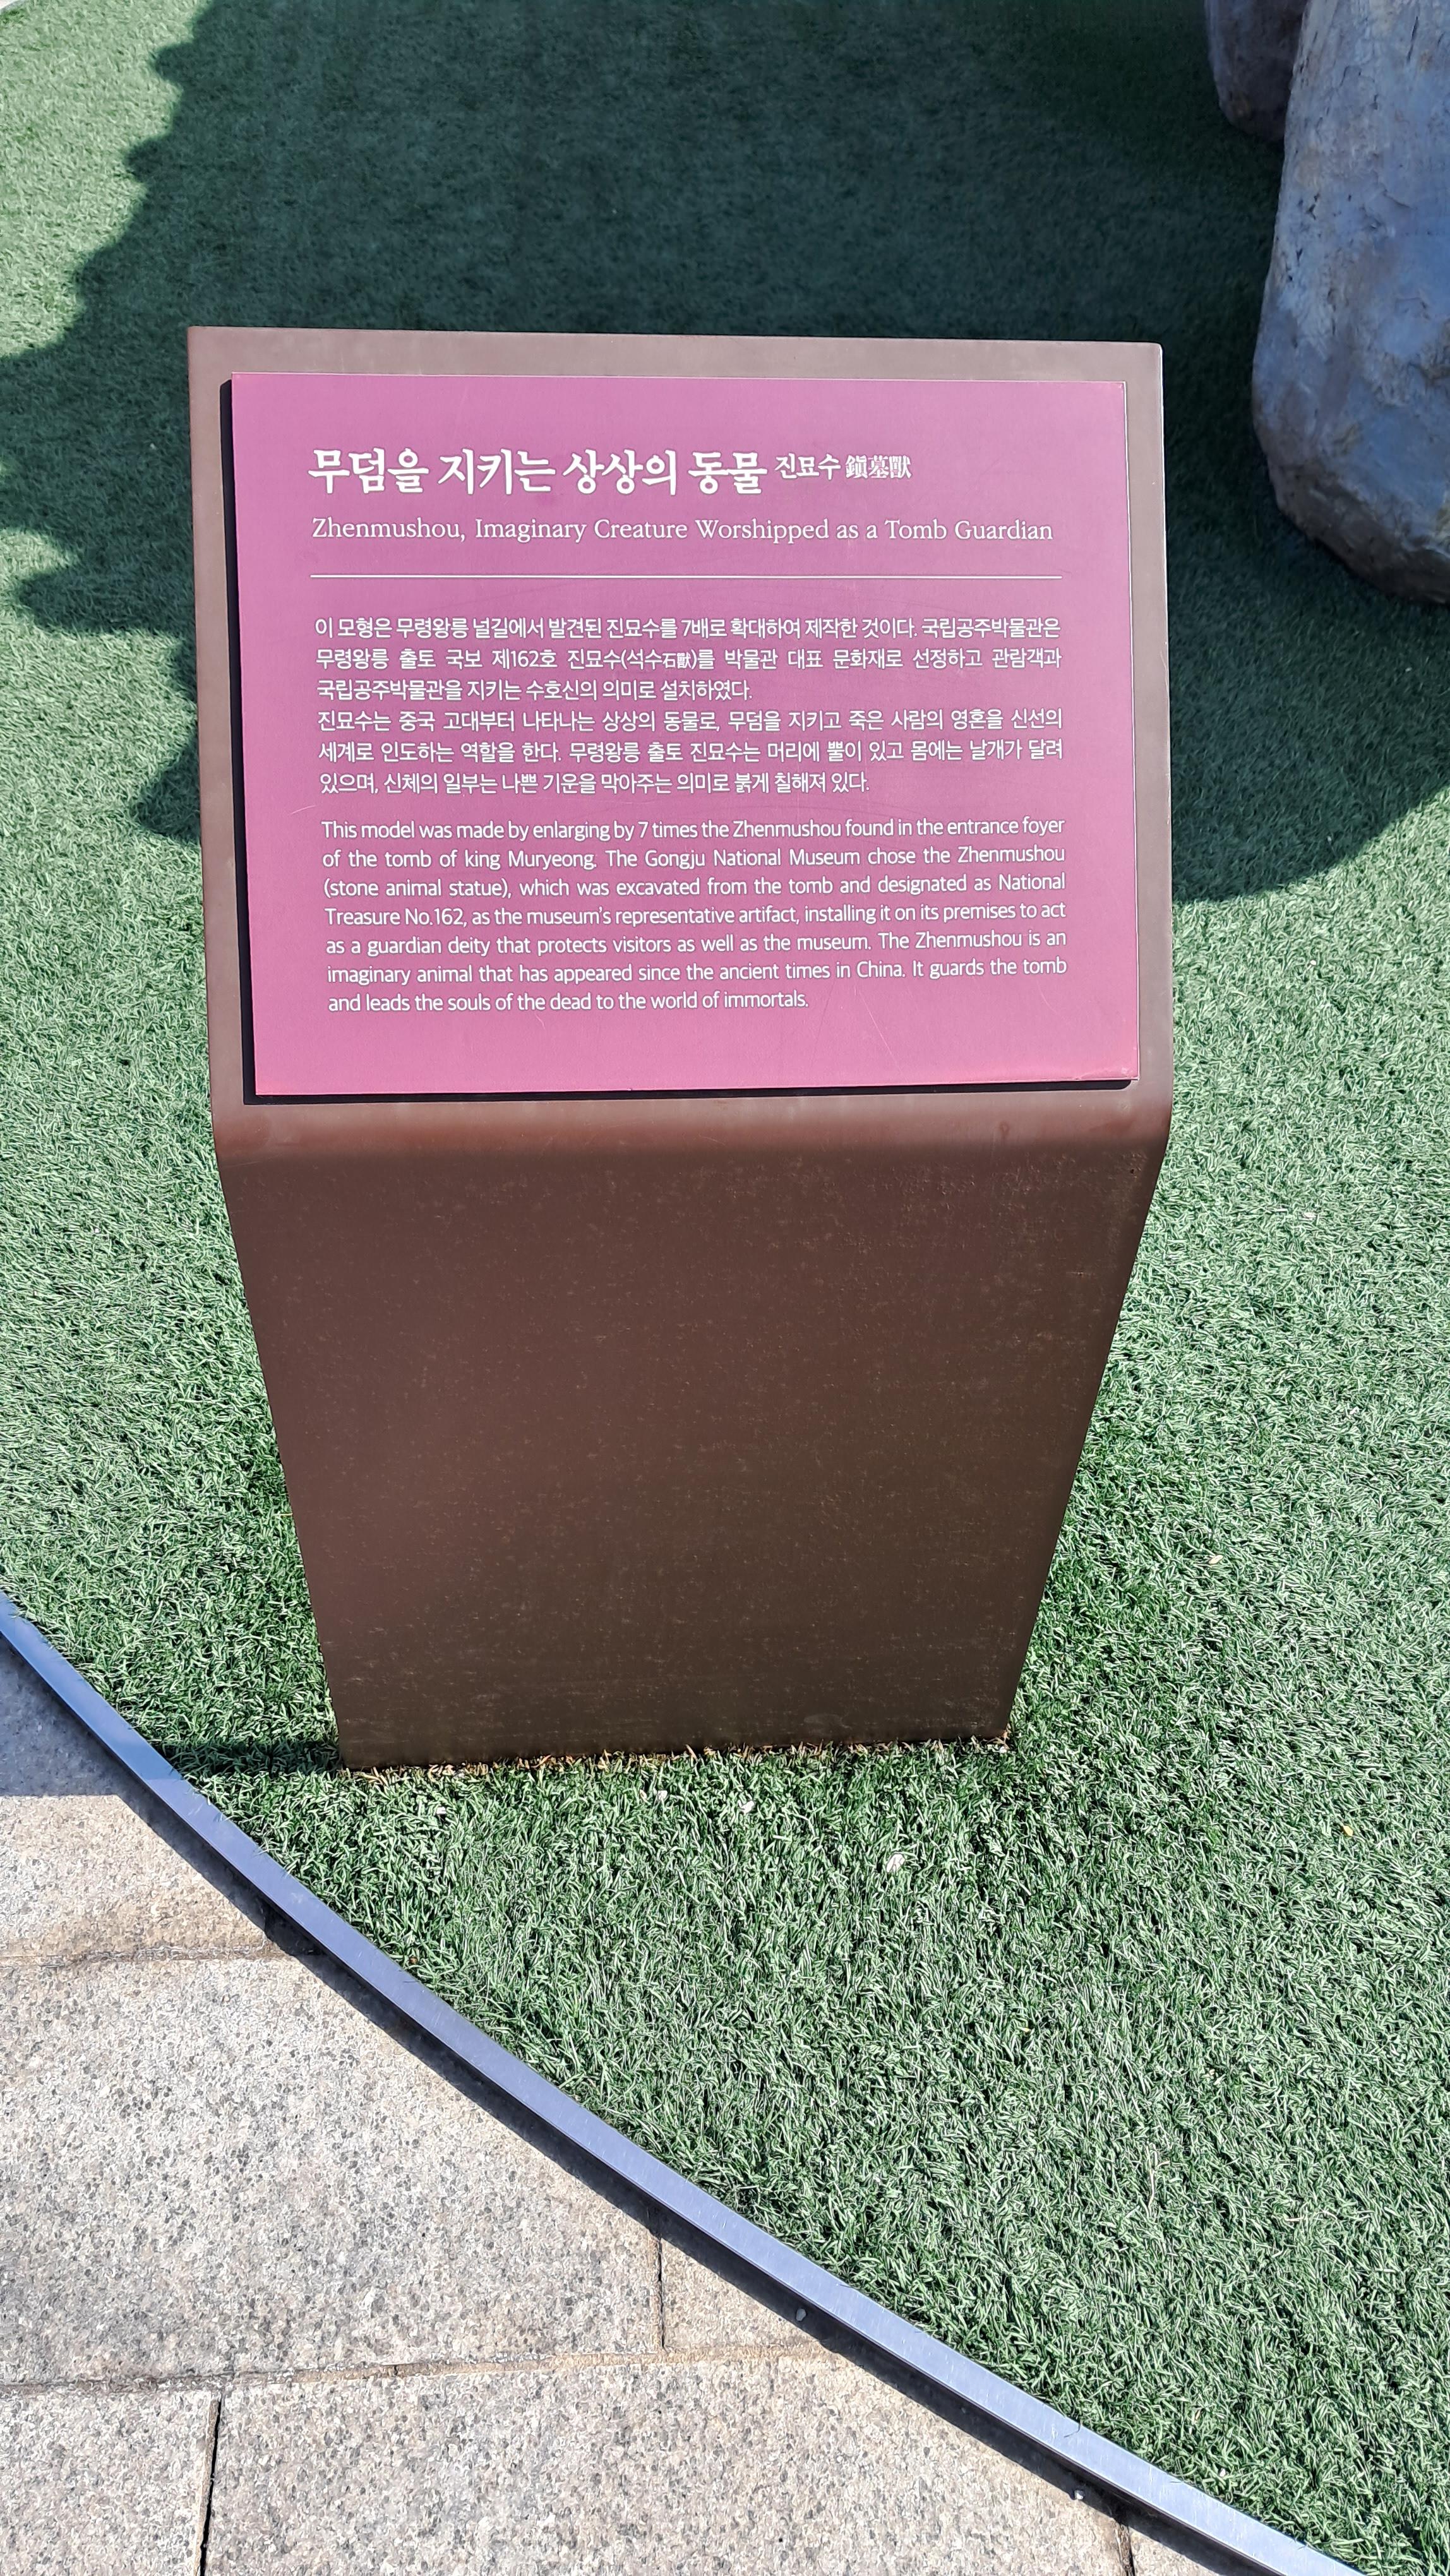 무덤을 지키는 상상의 동물 진묘수 鎭墓獸
Zhenmushou, Imaginary Creature Worshipped as a Tomb Guardian
이 모형은 무령왕릉 널길에서 발견된 진묘수를 7배로 확대하여 제작한 것이다. 국립공주박물관은
무령왕릉 출토 국보 제162호 진묘수(석수石獸)를 박물관 대표 문화재로 선정하고 관람객과
국립공주박물관을 지키는 수호신의 의미로 설치하였다.
진묘수는 중국 고대부터 나타나는 상상의 동물로, 무덤을 지키고 죽은 사람의 영혼을 신선의
세계로 인도하는 역할을 한다. 무령왕릉 출토 진묘수는 머리에 뿔이 있고 몸에는 날개가 달려
있으며, 신체의 일부는 나쁜 기운을 막아주는 의미로 붉게 칠해져 있다.
This model was made by enlarging by 7 times the Zhenmushou found in the entrance foyer
of the tomb of king Muryeong. The Gongju National Museum chose the Zhenmushou
(stone animal statue), which was excavated from the tomb and designated as National
Treasure No.162, as the museum's representative artifact, installing it on its premises to act
as a guardian deity that protects visitors as well as the museum. The Zhenmushou is an
imaginary animal that has appeared since the ancient times in China. It guards the tomb
and leads the souls of the dead to the world of immortals.